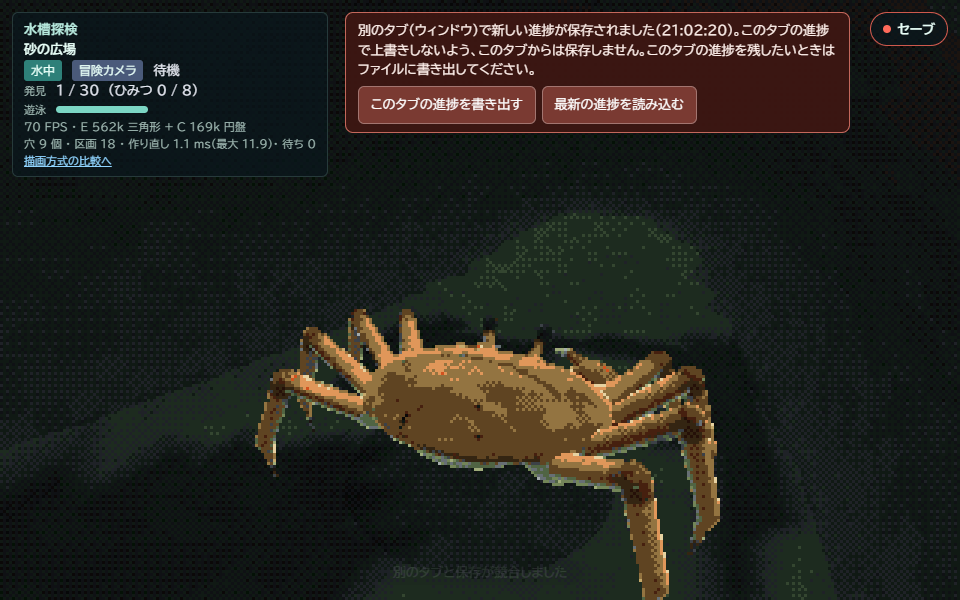 水槽探検
砂の広場
水中 冒険カメラ 待機
発見 1 / 30（ひみつ 0 / 8）
遊泳
70 FPS・E 562k 三角形 + C 169k 円盤
穴 9 個・区画 18・作り直し 1.1 ms（最大 11.9）・待ち 0
描画方式の比較へ
別のタブ（ウィンドウ）で新しい進捗が保存されました（21:02:20）。このタブの進捗
で上書きしないよう、このタブからは保存しません。このタブの進捗を残したいときは
ファイルに書き出してください。
このタブの進捗を書き出す 最新の進捗を読み込む
セーブ
別のタブと保存が競合しました